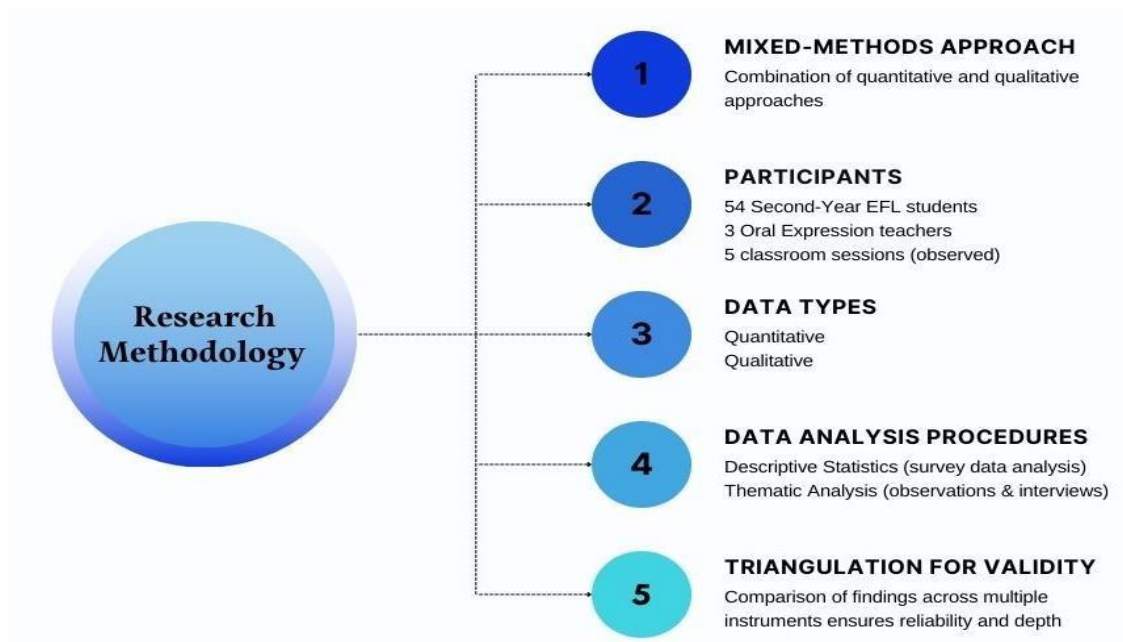 Research
Methodology
1
MIXED-METHODS APPROACH
Combination of quantitative and qualitative
approaches
2
PARTICIPANTS
54 Second-Year EFL students
3 Oral Expression teachers
5 classroom sessions (observed)
3
DATA TYPES
Quantitative
Qualitative
4
DATA ANALYSIS PROCEDURES
Descriptive Statistics (survey data analysis)
Thematic Analysis (observations & interviews)
5
TRIANGULATION FOR VALIDITY
Comparison of findings across multiple
instruments ensures reliability and depth